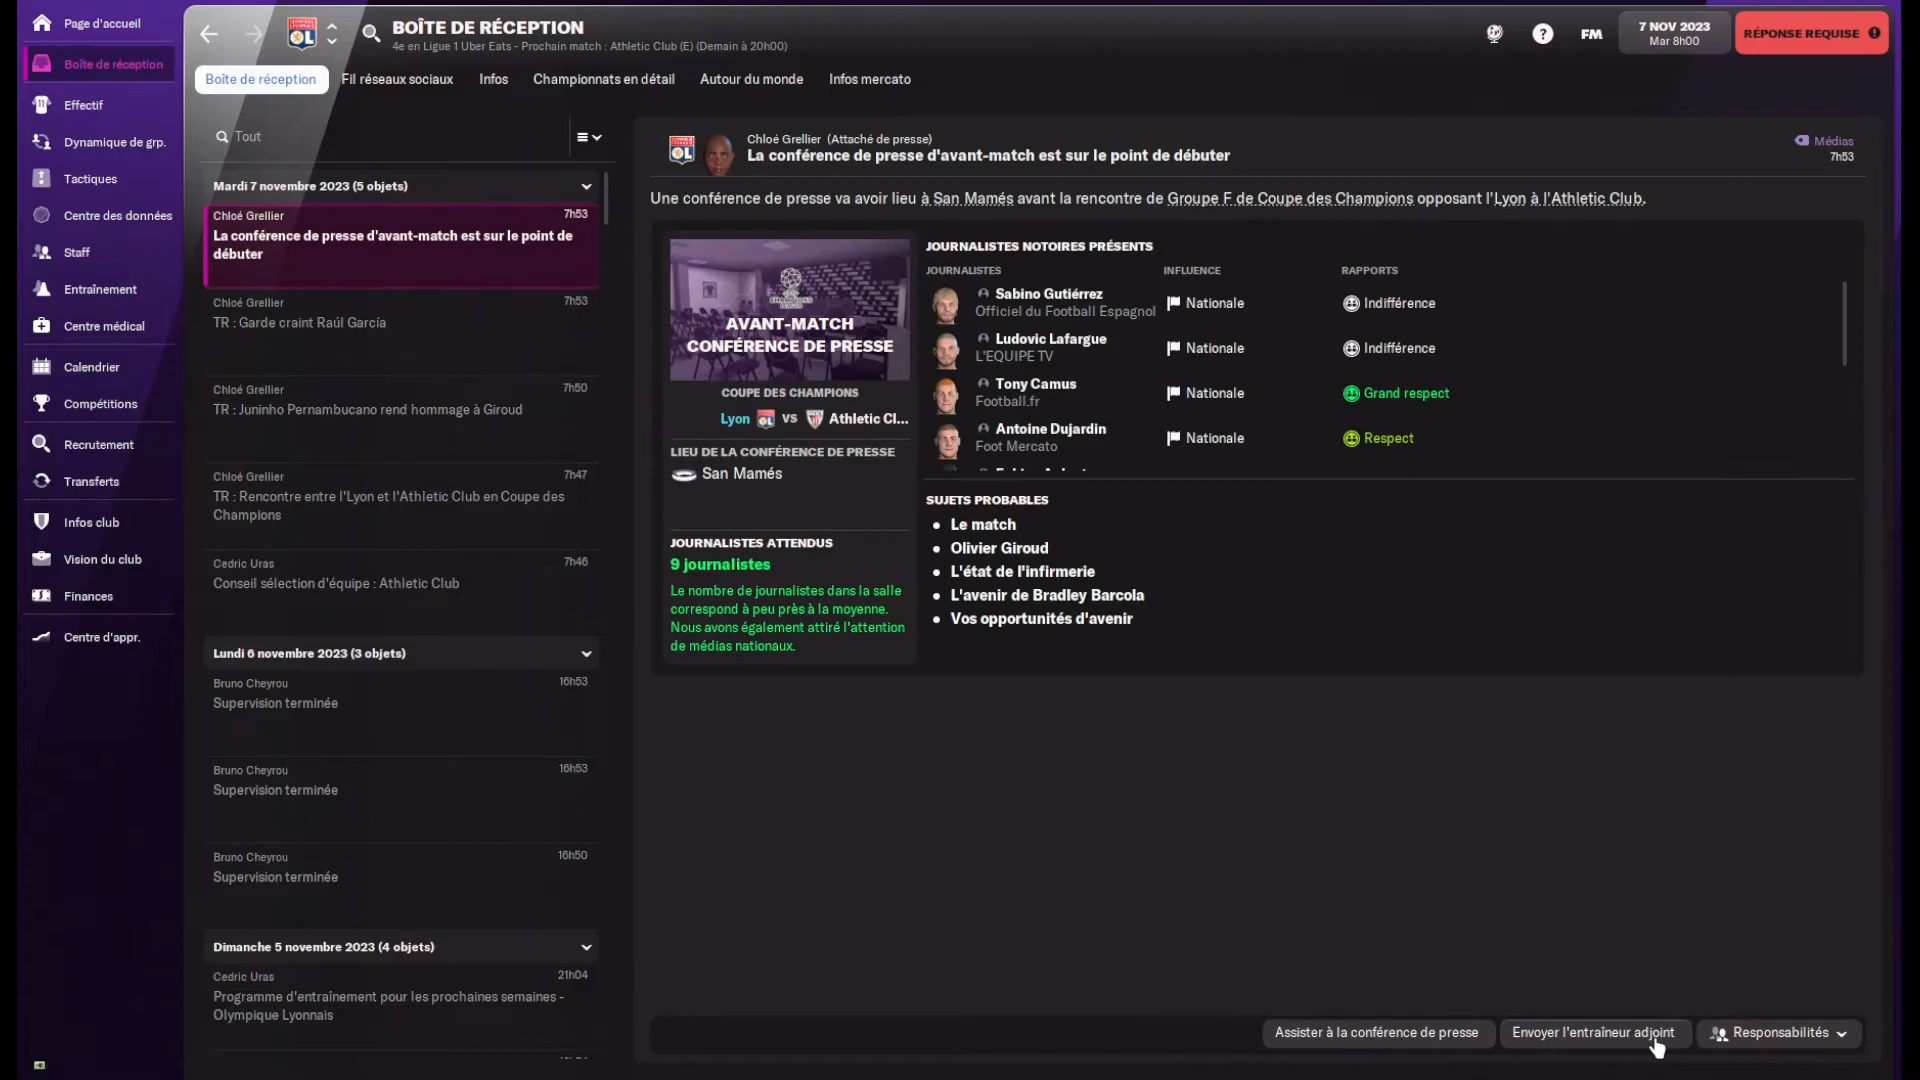 Page d'accueil
Boîte de réception
Effectif
Dynamique de grp.
Tactiques
Centre des données
Staff
Entraînement
Centre médical
Calendrier
Compétitions
Recrutement
Transferts
Infos club
Vision du club
Finances
Centre d'appr.
BOÎTE DE RÉCEPTION
4e en Ligue 1 Uber Eats - Prochain match : Athletic Club (E) (Demain à 20h00)
FM
7 NOV 2023
Mar 8h00
RÉPONSE REQUISE
Boîte de réception Fil réseaux sociaux Infos Championnats en détail Autour du monde Infos mercato
Tout
Mardi 7 novembre 2023 (5 objets)
Chloé Grellier 7h53
La conférence de presse d'avant-match est sur le point de
débuter
Chloé Grellier 7h53
TR : Garde craint Raúl García
Chloé Grellier 7h50
TR : Juninho Pernambucano rend hommage à Giroud
Chloé Grellier 7h47
TR : Rencontre entre l'Lyon et l'Athletic Club en Coupe des
Champions
Cedric Uras 7h46
Conseil sélection d'équipe : Athletic Club
Lundi 6 novembre 2023 (3 objets)
Bruno Cheyrou 16h53
Supervision terminée
Bruno Cheyrou 16h53
Supervision terminée
Bruno Cheyrou 16h50
Supervision terminée
Dimanche 5 novembre 2023 (4 objets)
Cedric Uras 21h04
Programme d'entraînement pour les prochaines semaines -
Olympique Lyonnais
Chloé Grellier (Attaché de presse)
La conférence de presse d'avant-match est sur le point de débuter
Médias
7h53
Une conférence de presse va avoir lieu à San Mamés avant la rencontre de Groupe F de Coupe des Champions opposant l'Lyon à l'Athletic Club.
AVANT-MATCH
CONFÉRENCE DE PRESSE
COUPE DES CHAMPIONS
Lyon VS Athletic Cl...
LIEU DE LA CONFÉRENCE DE PRESSE
San Mamés
JOURNALISTES ATTENDUS
9 journalistes
Le nombre de journalistes dans la salle
correspond à peu près à la moyenne.
Nous avons également attiré l'attention
de médias nationaux.
JOURNALISTES NOTOIRES PRÉSENTS
JOURNALISTES INFLUENCE RAPPORTS
Sabino Gutiérrez
Officiel du Football Espagnol
Nationale Indifférence
Ludovic Lafargue
L'EQUIPE TV
Nationale Indifférence
Tony Camus
Football.fr
Nationale Grand respect
Antoine Dujardin
Foot Mercato
Nationale Respect
SUJETS PROBABLES
• Le match
• Olivier Giroud
• L'état de l'infirmerie
• L'avenir de Bradley Barcola
• Vos opportunités d'avenir
Assister à la conférence de presse Envoyer l'entraîneur adjoint Responsabilités